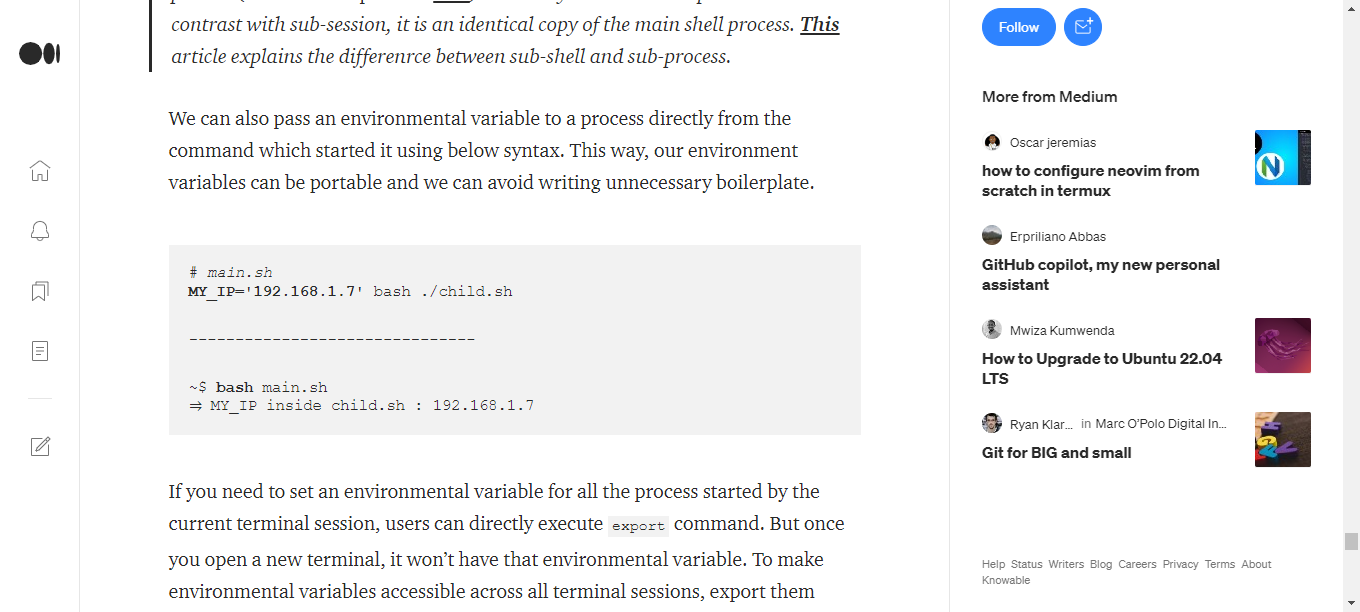 contrast with sub-session, it is an identical copy of the main shell process. This
article explains the differenrce between sub-shell and sub-process.
We can also pass an environmental variable to a process directly from the
command which started it using below syntax. This way, our environment
variables can be portable and we can avoid writing unnecessary boilerplate.
# main.sh
MY_IP='192.168.1.7' bash ./child.sh
-------------------------------
~$ bash main.sh
⇒ MY_IP inside child.sh : 192.168.1.7
If you need to set an environmental variable for all the process started by the
current terminal session, users can directly execute export command. But once
you open a new terminal, it won’t have that environmental variable. To make
environmental variables accessible across all terminal sessions, export them
Follow
More from Medium
Oscar jeremias
how to configure neovim from
scratch in termux
Erpriliano Abbas
GitHub copilot, my new personal
assistant
Mwiza Kumwenda
How to Upgrade to Ubuntu 22.04
LTS
Ryan Klar... in Marc O’Polo Digital In...
Git for BIG and small
Help Status Writers Blog Careers Privacy Terms About
Knowable